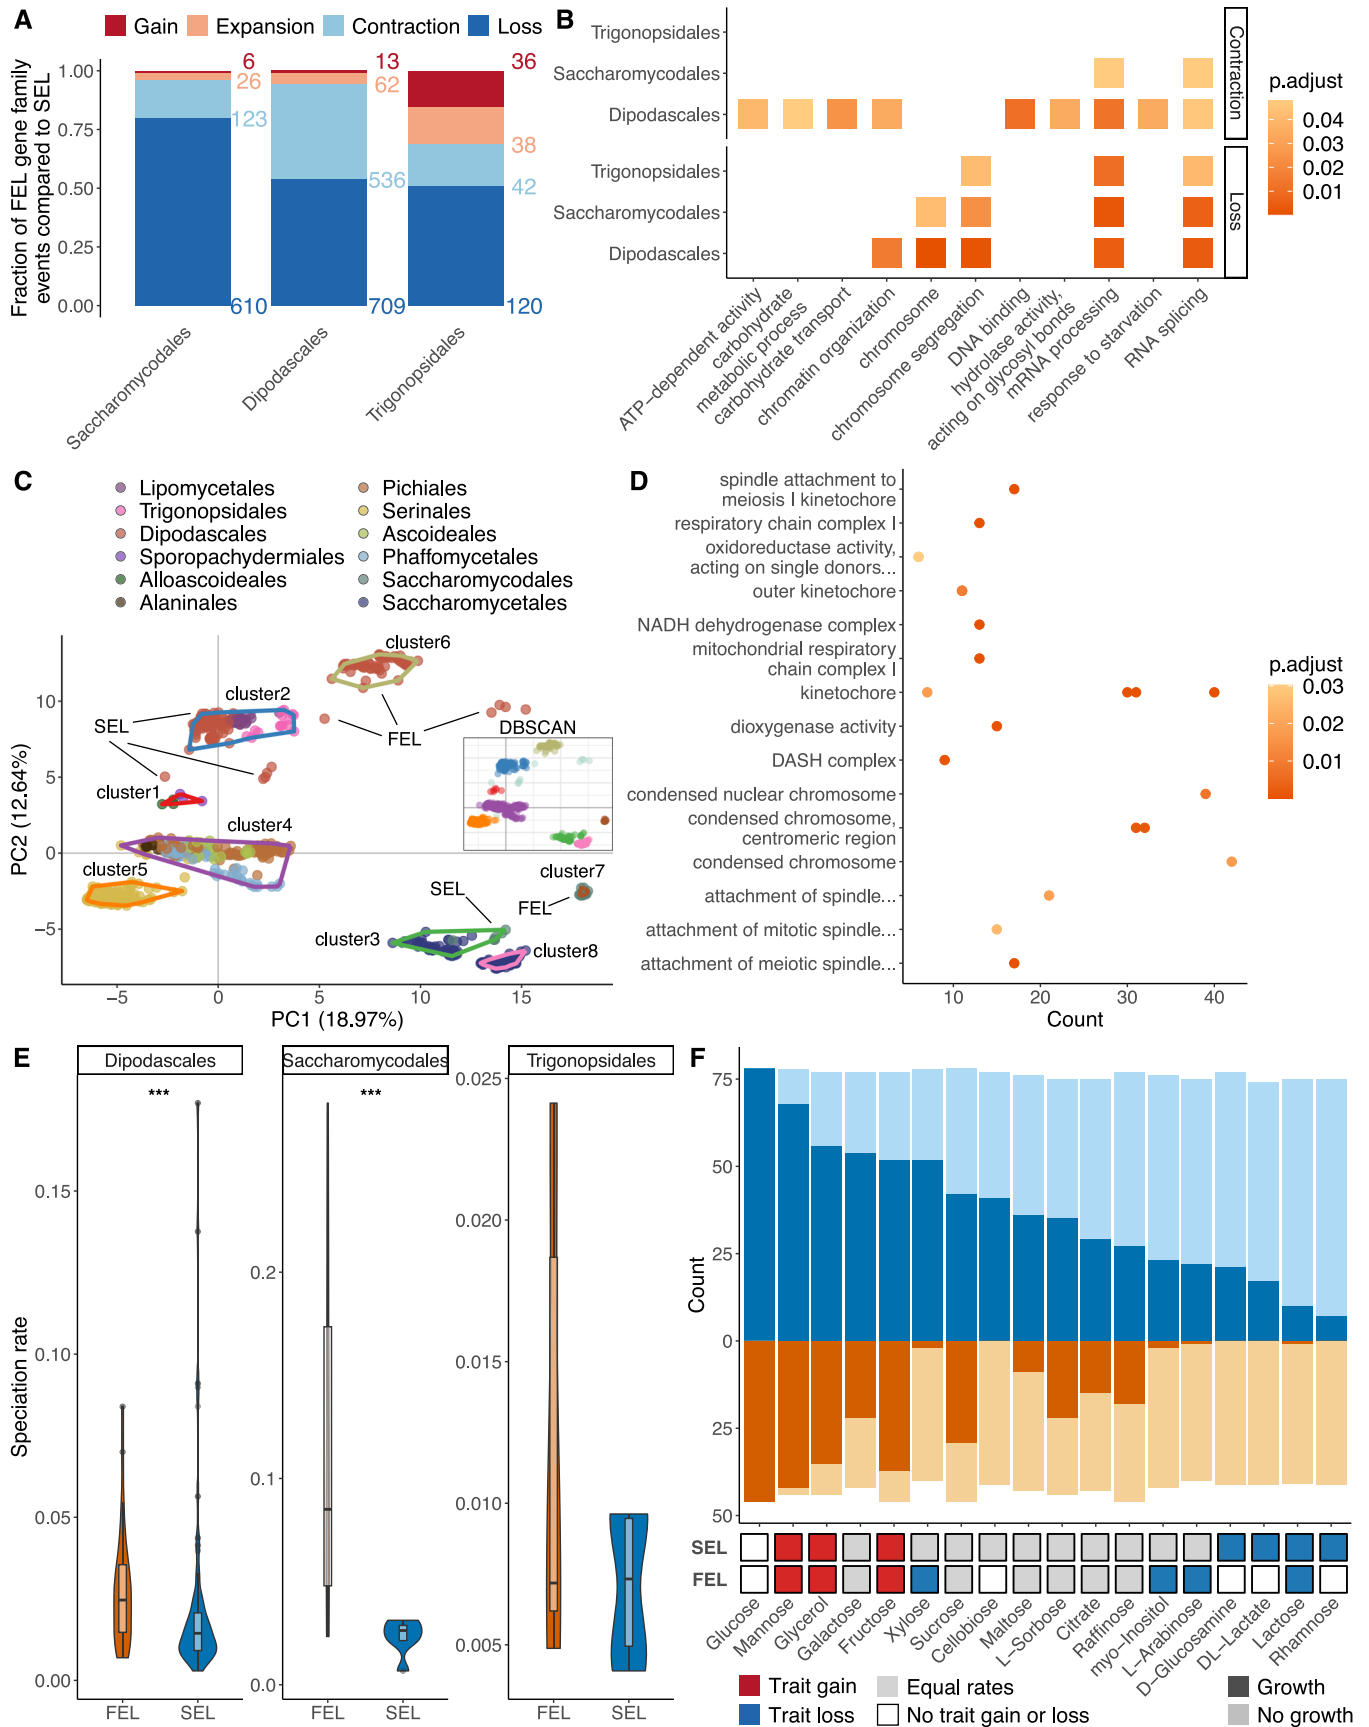 A
Gain
Expansion
Contraction
Loss
Fraction of FEL gene family
events compared to SEL
1.00
0.75
0.50
0.25
0.00
6
26
123
610
13
62
536
709
36
38
42
120
Saccharomycodales
Dipodascales
Trigonopsidales
B
Trigonopsidales
Saccharomycodales
Dipodascales
Contraction
Trigonopsidales
Saccharomycodales
Dipodascales
Loss
ATP−dependent activity
carbohydrate
metabolic process
carbohydrate transport
chromatin organization
chromosome
chromosome segregation
DNA binding
hydrolase activity,
acting on glycosyl bonds
mRNA processing
response to starvation
RNA splicing
p.adjust
0.04
0.03
0.02
0.01
C
Lipomycetales
Trigonopsidales
Dipodascales
Sporopachydermiales
Alloascoideales
Alaninales
Pichiales
Serinales
Ascoideales
Phaffomycetales
Saccharomycodales
Saccharomycetales
PC2 (12.64%)
10
5
0
−5
cluster6
cluster2
SEL
FEL
DBSCAN
cluster1
cluster4
cluster5
cluster7
SEL
FEL
cluster3
cluster8
−5
0
5
10
15
PC1 (18.97%)
D
spindle attachment to
meiosis I kinetochore
respiratory chain complex I
oxidoreductase activity,
acting on single donors...
outer kinetochore
NADH dehydrogenase complex
mitochondrial respiratory
chain complex I
kinetochore
dioxygenase activity
DASH complex
condensed nuclear chromosome
condensed chromosome,
centromeric region
condensed chromosome
attachment of spindle...
attachment of mitotic spindle...
attachment of meiotic spindle...
10
20
30
40
Count
p.adjust
0.03
0.02
0.01
E
Dipodascales
Saccharomycodales
Trigonopsidales
Speciation rate
***
0.15
0.10
0.05
0.00
FEL
SEL
***
0.2
0.1
0.0
FEL
SEL
0.025
0.020
0.015
0.010
0.005
FEL
SEL
F
Count
75
50
25
0
25
50
SEL
FEL
Glucose
Mannose
Glycerol
Galactose
Fructose
Xylose
Sucrose
Cellobiose
Maltose
L−Sorbose
Citrate
Raffinose
myo−Inositol
L−Arabinose
D−Glucosamine
DL−Lactate
Lactose
Rhamnose
Trait gain
Trait loss
Equal rates
No trait gain or loss
Growth
No growth